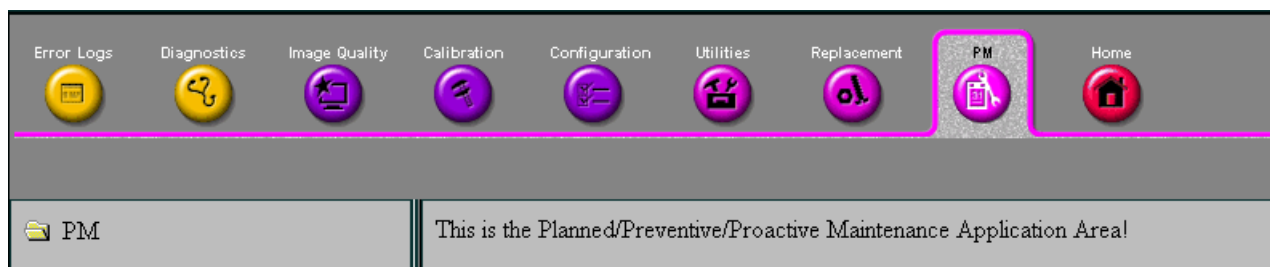 Error Logs Diagnostics Image Quality Calibration Configuration Utilities Replacement PM Home
31
PM
This is the Planned/Preventive/Proactive Maintenance Application Area!